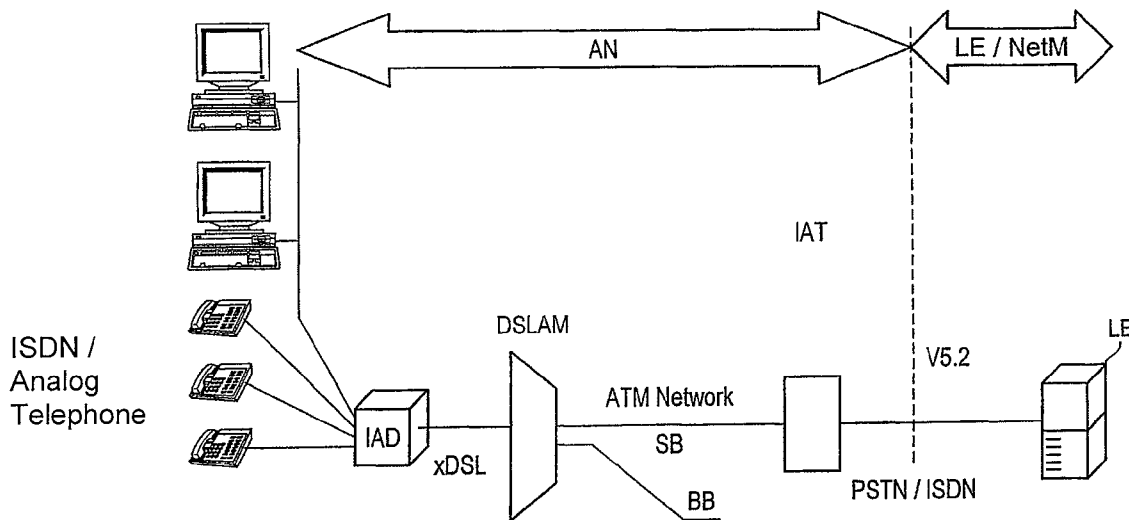 AN
LE / NetM
IAT
DSLAM
LE
ISDN /
Analog
Telephone
V5.2
ATM Network
IAD
SB
xDSL
BB
PSTN / ISDN